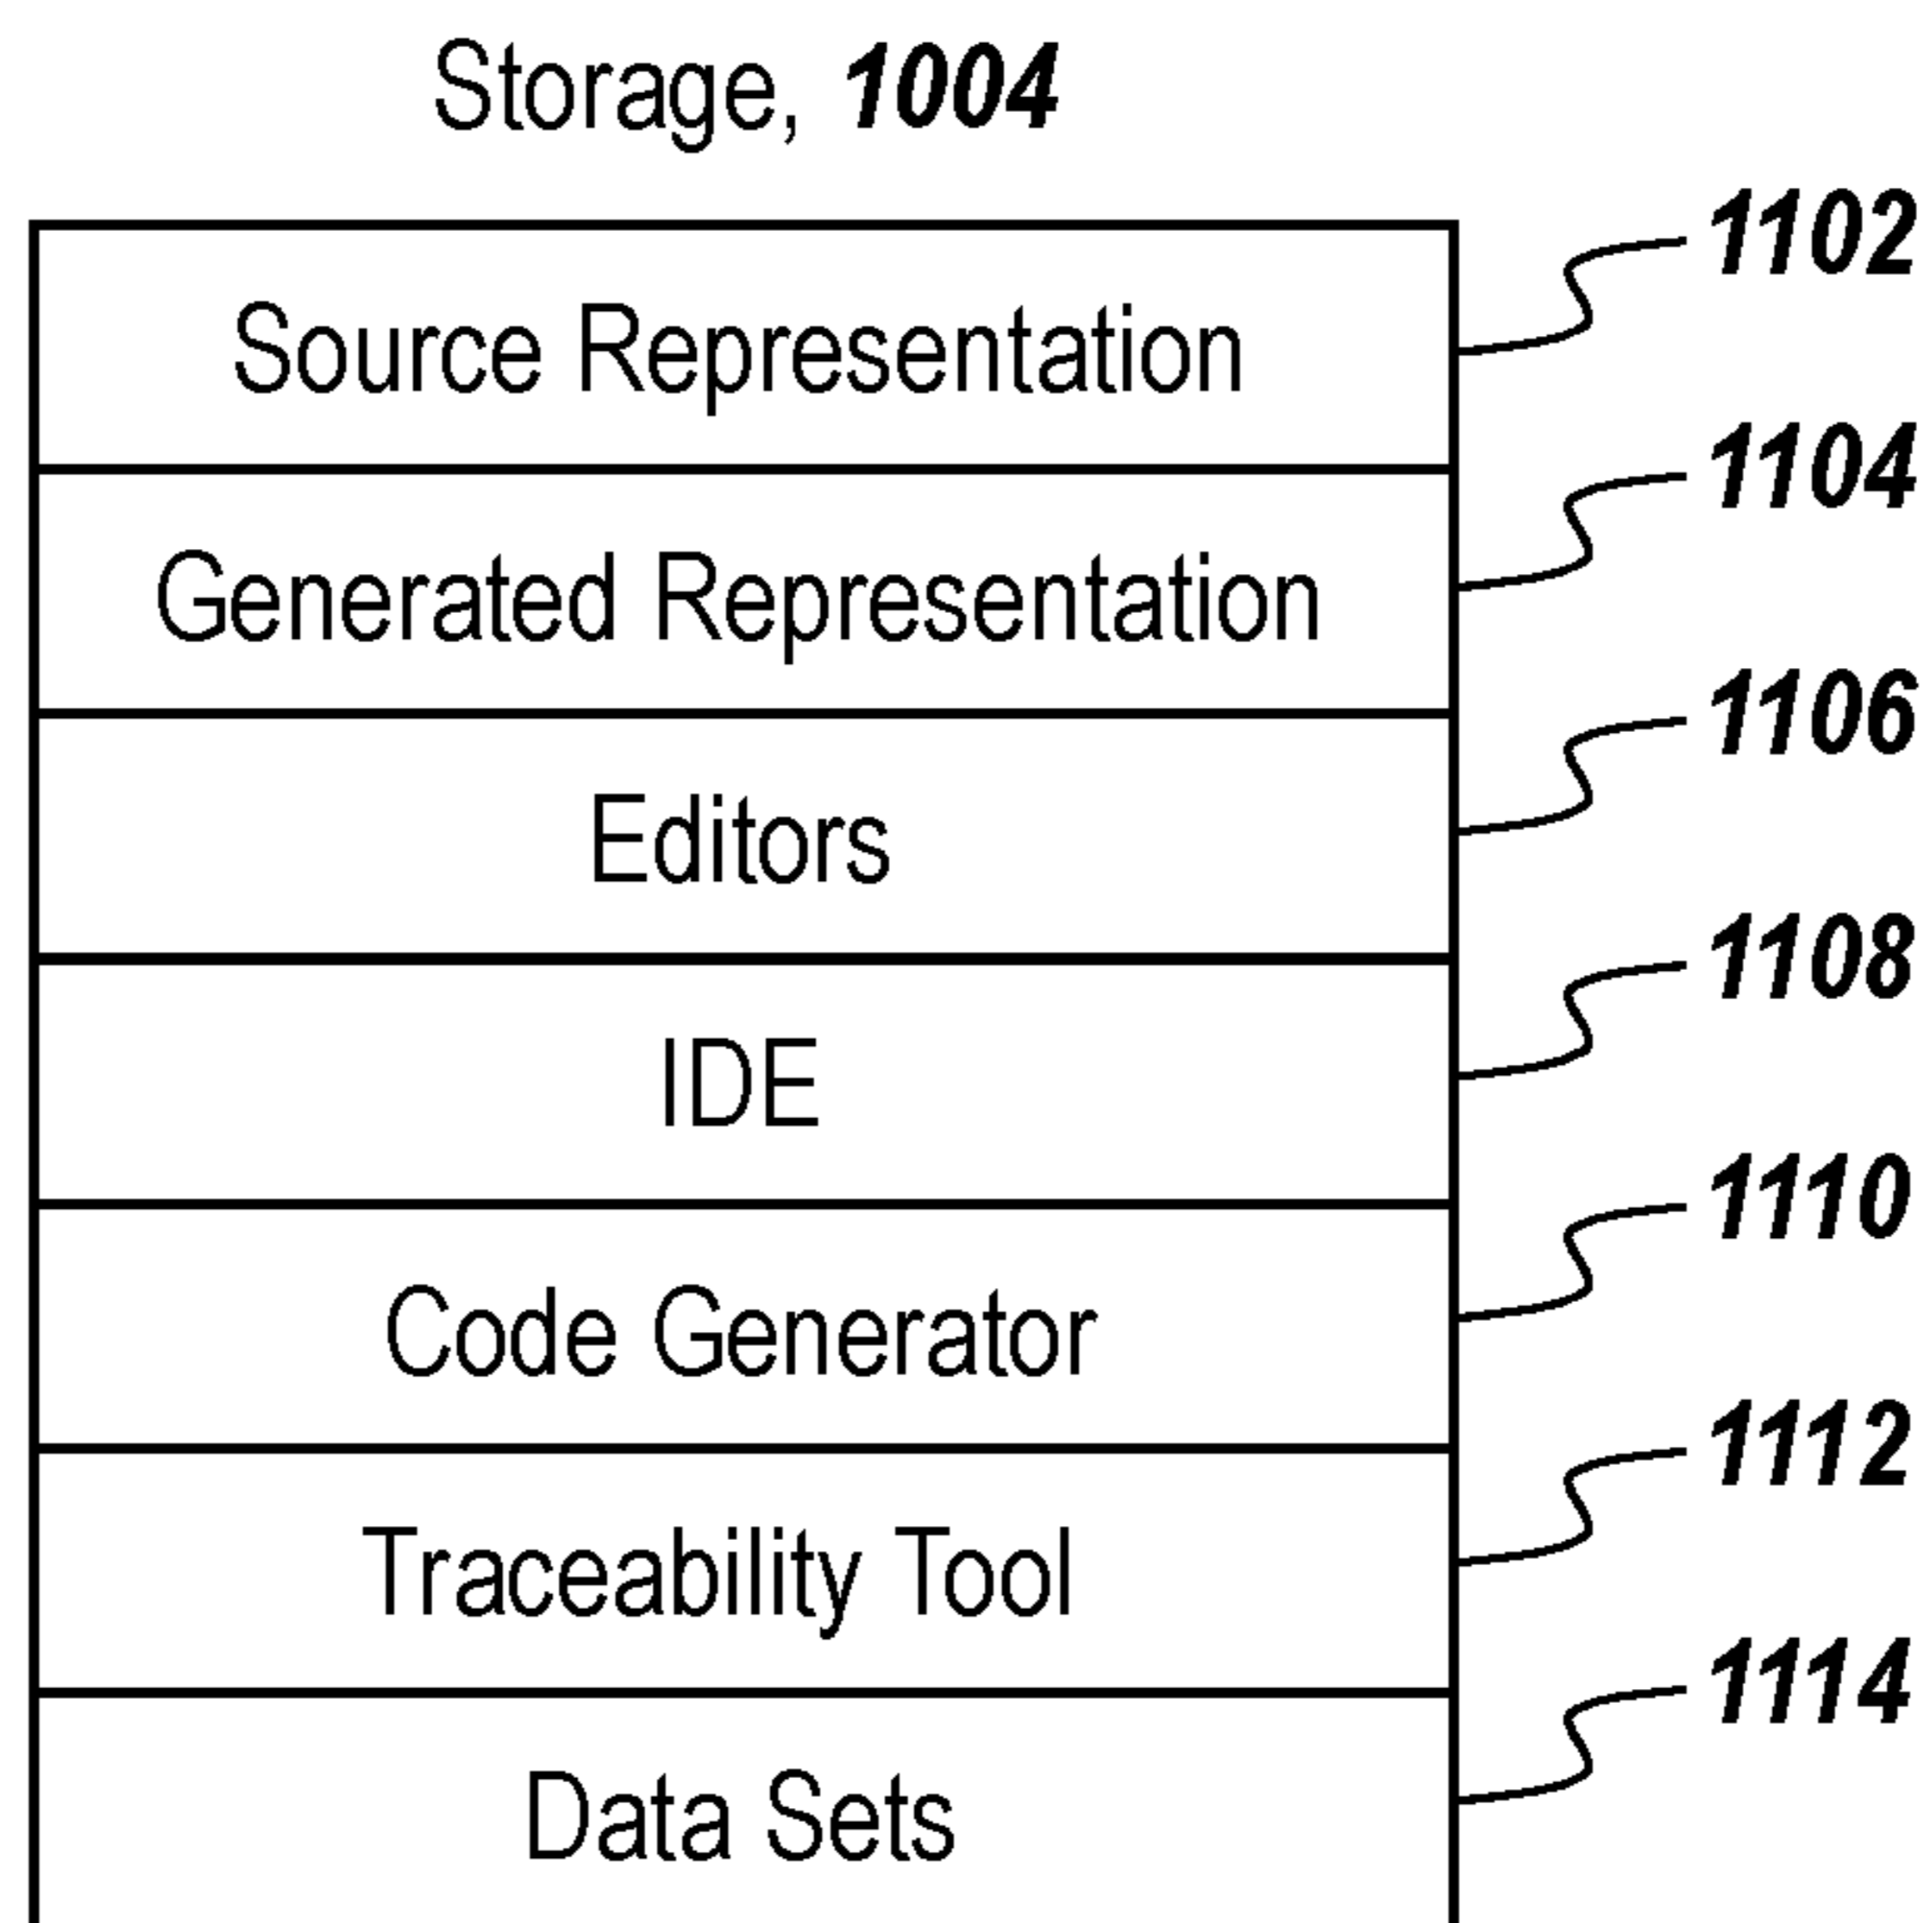 Storage, 1004
Source Representation 1102
Generated Representation 1104
Editors 1106
IDE 1108
Code Generator 1110
Traceability Tool 1112
Data Sets 1114